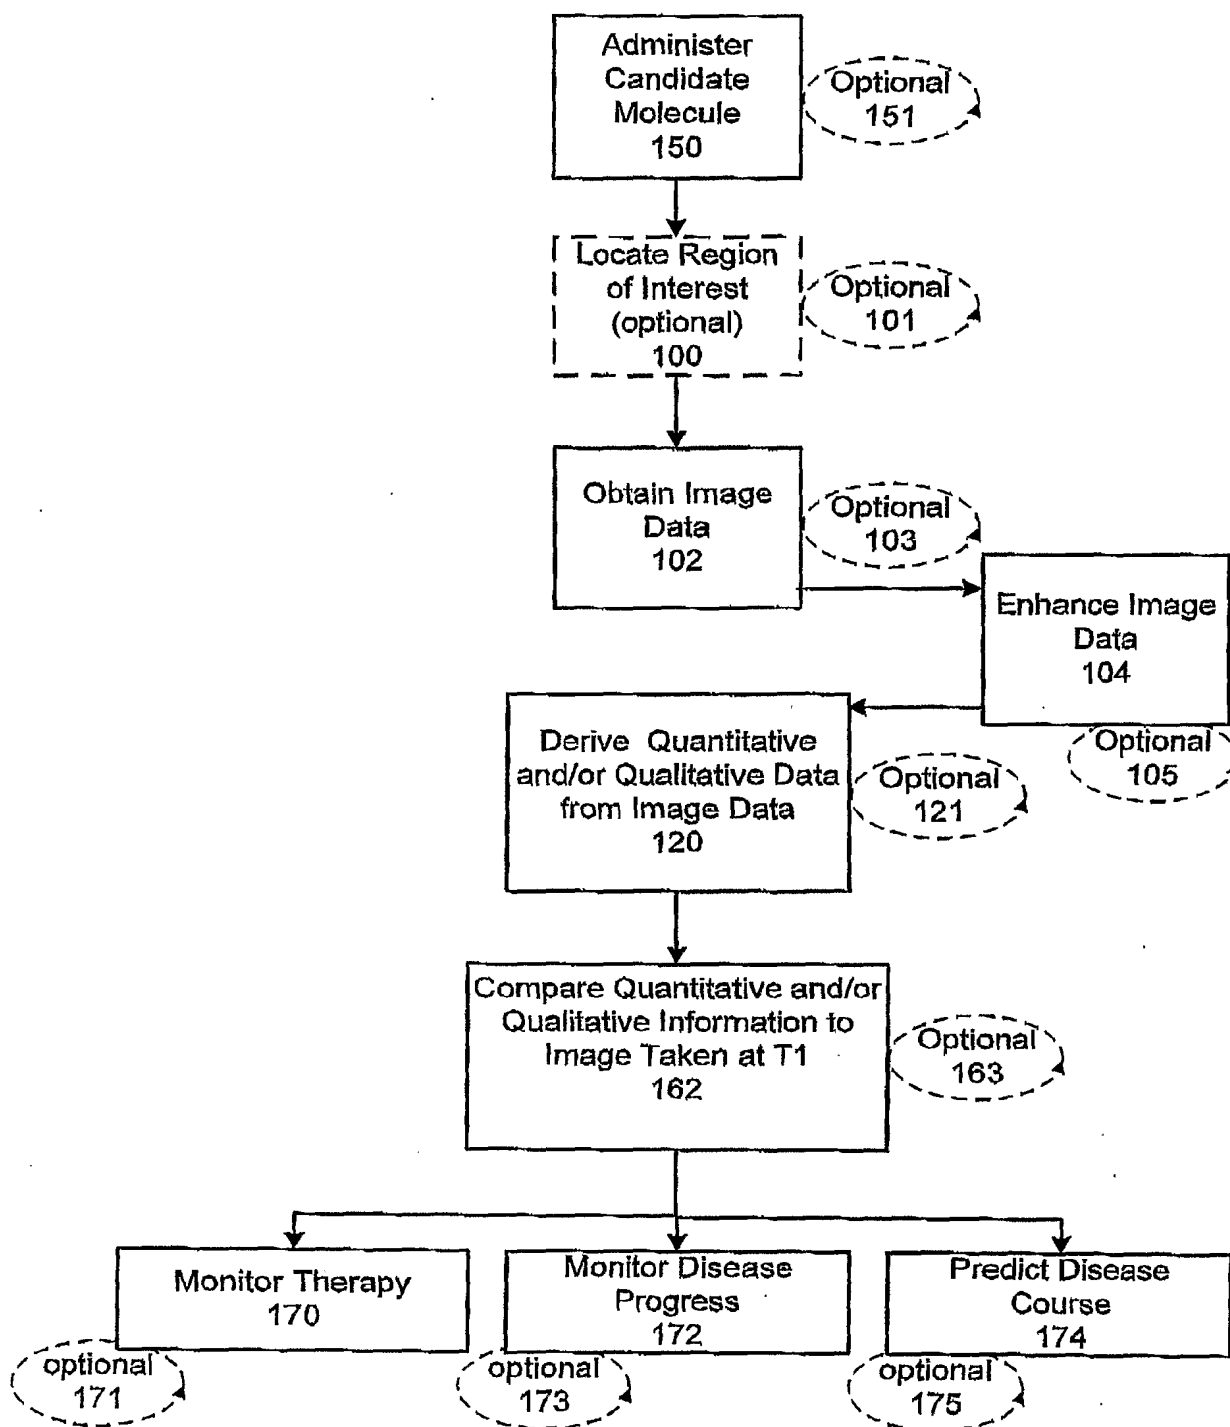 Administer
Candidate
Molecule
150
Optional
151
Locate Region
of Interest
(optional)
100
Optional
101
Obtain Image
Data
102
Optional
103
Enhance Image
Data
104
Optional
105
Derive Quantitative
and/or Qualitative Data
from Image Data
120
Optional
121
Compare Quantitative and/or
Qualitative Information to
Image Taken at T1
162
Optional
163
Monitor Therapy
170
optional
171
Monitor Disease
Progress
172
optional
173
Predict Disease
Course
174
optional
175